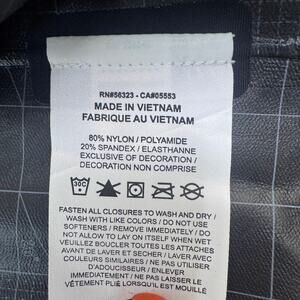 RN#56323 - CA#05553
MADE IN VIETNAM
FABRIQUE AU VIETNAM
80% NYLON / POLYAMIDE
20% SPANDEX / ELASTHANNE
EXCLUSIVE OF DECORATION /
DECORATION NON COMPRISE
30C
FASTEN ALL CLOSURES TO WASH AND DRY /
WASH WITH LIKE COLORS / DO NOT USE
SOFTENERS / REMOVE IMMEDIATELY / DO
NOT ALLOW TO LAY ON ITSELF WHEN WET
VEUILLEZ BOUCLER TOUTES LES ATTACHES
AVANT DE LAVER ET SÉCHER / LAVER AVEC
COULEURS SIMILAIRES / NE PAS UTILISER
D'ADOUCISSEUR / ENLEVER
IMMEDIATEMENT / NE PAS LAISSER LE
VÊTEMENT PLIÉ LORSQU'IL EST MOUILLÉ